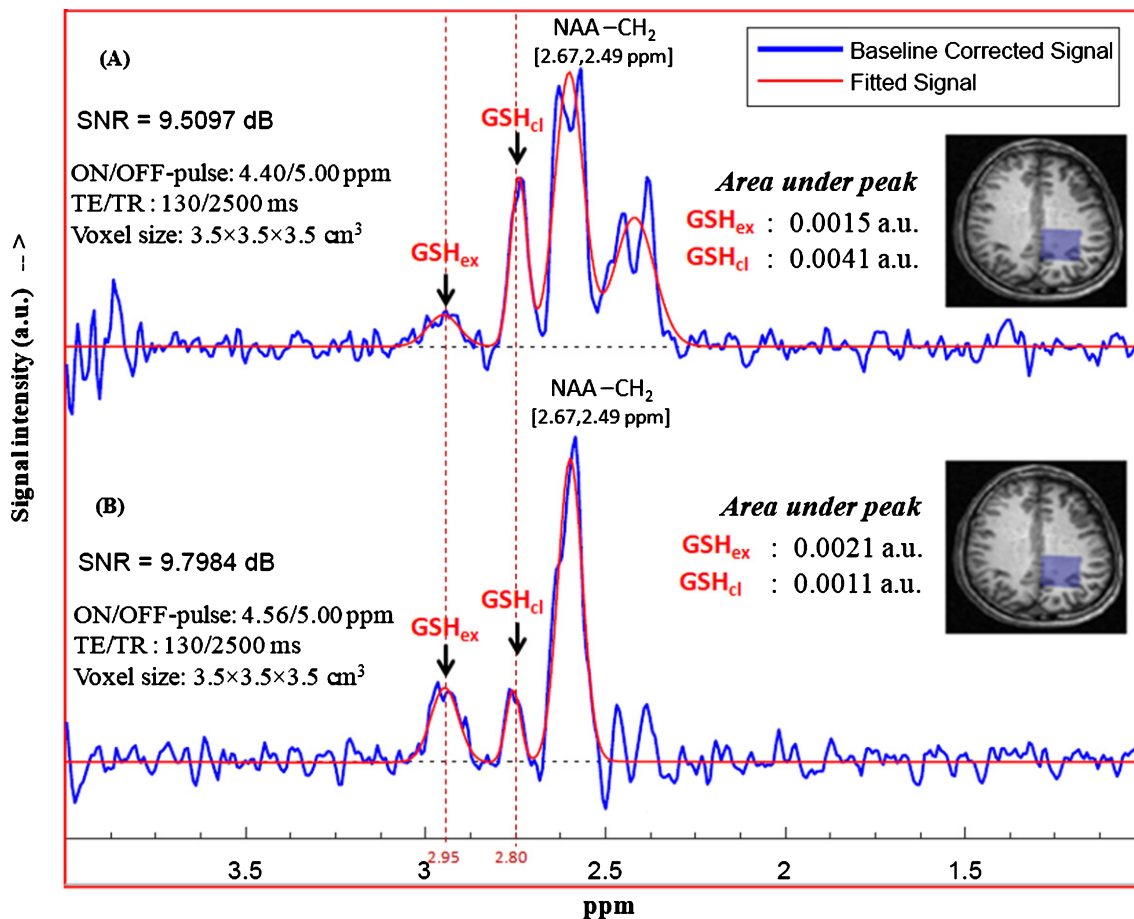 NAA–CH2
[2.67,2.49 ppm]
Baseline Corrected Signal
Fitted Signal
(A)
SNR = 9.5097 dB
GSHcl
ON/OFF-pulse: 4.40/5.00 ppm
TE/TR : 130/2500 ms
Voxel size: 3.5×3.5×3.5 cm³
GSHex
Area under peak
GSHex : 0.0015 a.u.
GSHcl : 0.0041 a.u.
Signal intensity (a.u.) -->
NAA–CH2
[2.67,2.49 ppm]
(B)
SNR = 9.7984 dB
GSHcl
ON/OFF-pulse: 4.56/5.00 ppm
TE/TR : 130/2500 ms
Voxel size: 3.5×3.5×3.5 cm³
GSHex
Area under peak
GSHex : 0.0021 a.u.
GSHcl : 0.0011 a.u.
3.5 3 2.95 2.80 2.5 2 1.5
ppm